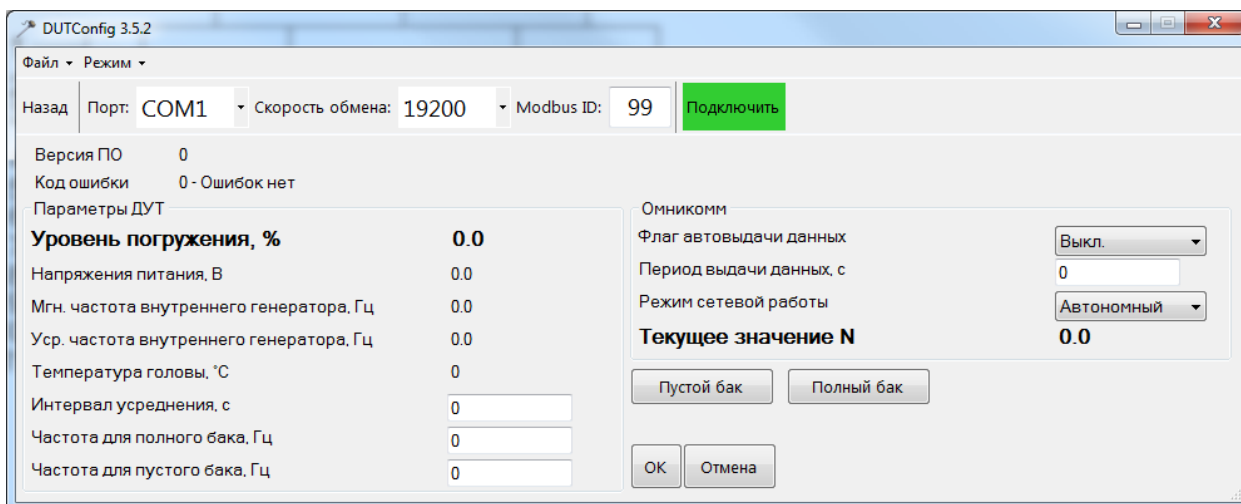 DUTConfig 3.5.2
Файл Режим
Назад Порт: COM1 Скорость обмена: 19200 Modbus ID: 99 Подключить
Версия ПО 0
Код ошибки 0 - Ошибок нет
Параметры ДУТ
Уровень погружения, % 0.0
Напряжения питания, В 0.0
Мгн. частота внутреннего генератора, Гц 0.0
Уср. частота внутреннего генератора, Гц 0.0
Температура головы, °С 0
Интервал усреднения, с 0
Частота для полного бака, Гц 0
Частота для пустого бака, Гц 0
Омникомм
Флаг автовыдачи данных Выкл.
Период выдачи данных, с 0
Режим сетевой работы Автономный
Текущее значение N 0.0
Пустой бак Полный бак
OK Отмена